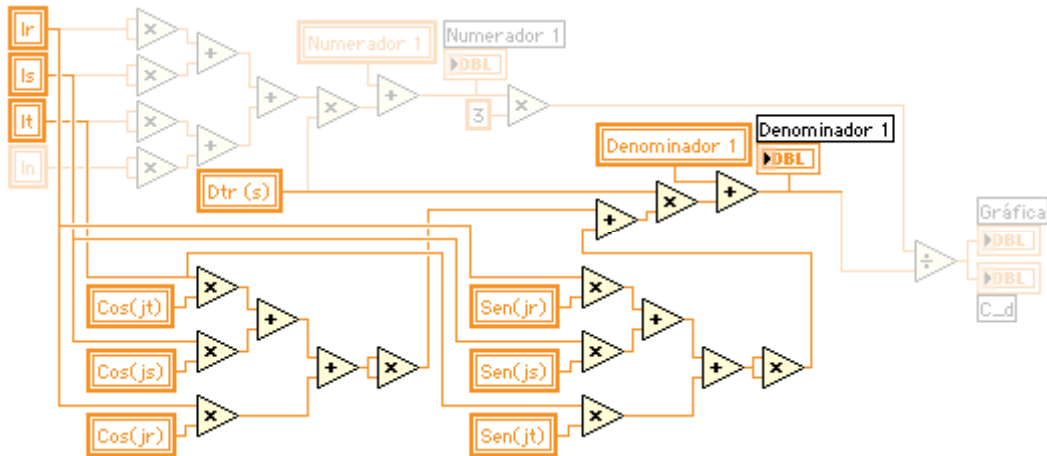 Ir
Is
It
In
Numerador 1
Numerador 1
DBL
3
Denominador 1
Denominador 1
DBL
Dtr (s)
Gráfica
DBL
DBL
C_d
Cos(jt)
Cos(js)
Cos(jr)
Sen(jr)
Sen(js)
Sen(jt)